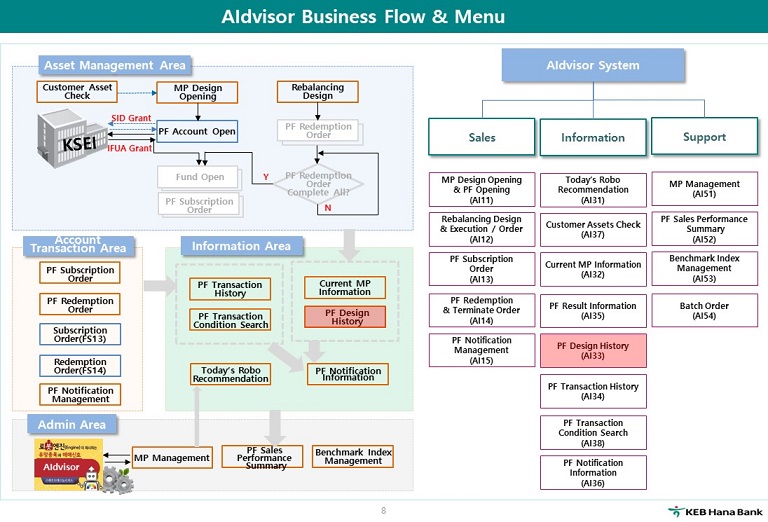 AIdvisor Business Flow & Menu
Asset Management Area
Customer Asset
Check
MP Design
Opening
Rebalancing
Design
SID Grant
KSEI
PF Account Open
PF Redemption
Order
IFUA Grant
Fund Open
Y
PF Redemption
Order
Complete All?
PF Subscription
Order
N
Account
Transaction Area
PF Subscription
Order
PF Redemption
Order
Subscription
Order(FS13)
Redemption
Order(FS14)
PF Notification
Management
Information Area
PF Transaction
History
PF Transaction
Condition Search
Current MP
Information
PF Design
History
Today's Robo
Recommendation
PF Notification
Information
Admin Area
AIdvisor
MP Management
PF Sales
Performance
Summary
Benchmark Index
Management
AIdvisor System
Sales
Information
Support
MP Design Opening
& PF Opening
(AI11)
Rebalancing Design
& Execution / Order
(AI12)
PF Subscription
Order
(AI13)
PF Redemption
& Terminate Order
(AI14)
PF Notification
Management
(AI15)
Today's Robo
Recommendation
(AI31)
Customer Assets Check
(AI37)
Current MP Information
(AI32)
PF Result Information
(AI35)
PF Design History
(AI33)
PF Transaction History
(AI34)
PF Transaction
Condition Search
(AI38)
PF Notification
Information
(AI36)
MP Management
(AI51)
PF Sales Performance
Summary
(AI52)
Benchmark Index
Management
(AI53)
Batch Order
(AI54)
8
KEB Hana Bank